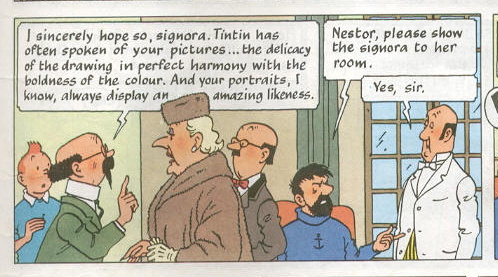 I sincerely hope so, signora. Tintin has
often spoken of your pictures... the delicacy
of the drawing in perfect harmony with the
boldness of the colour. And your portraits, I
know, always display an amazing likeness.
Nestor, please show
the signora to her
room.
Yes, sir.